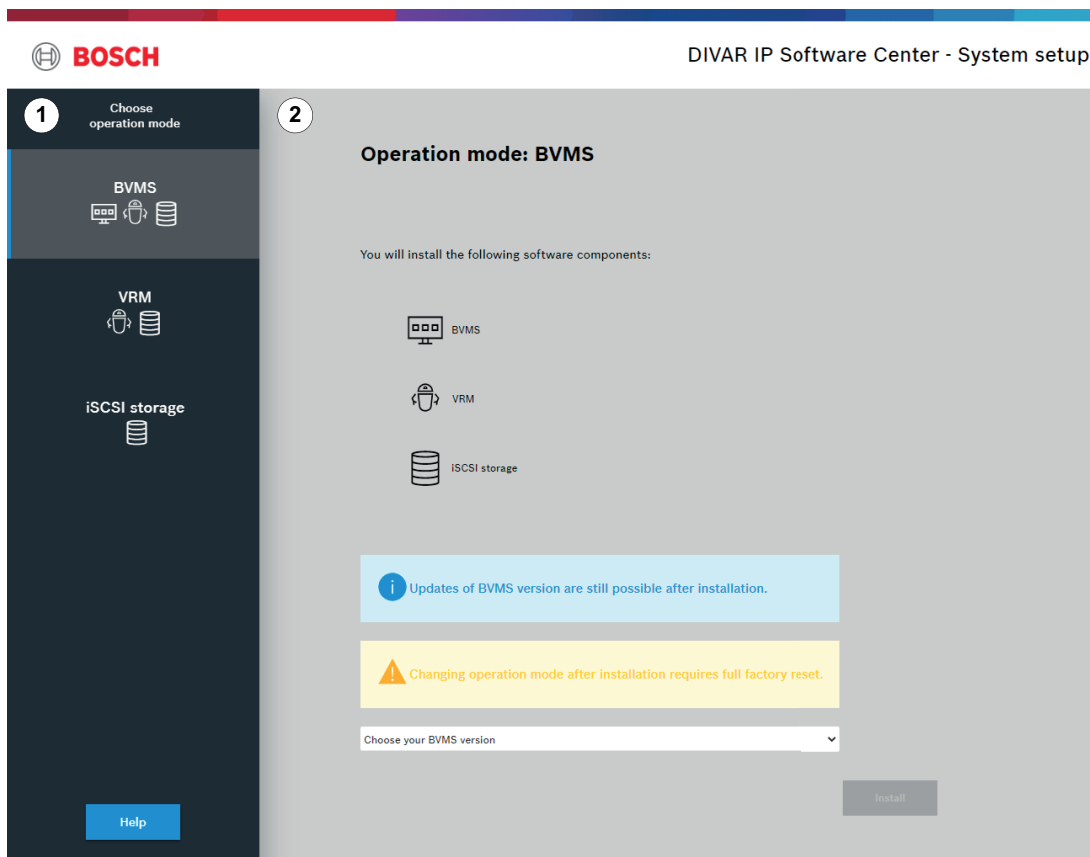 BOSCH
DIVAR IP Software Center - System setup
1
Choose
operation mode
BVMS
VRM
iSCSI storage
Help
2
Operation mode: BVMS
You will install the following software components:
BVMS
VRM
iSCSI storage
i
Updates of BVMS version are still possible after installation.
Changing operation mode after installation requires full factory reset.
Choose your BVMS version
Install